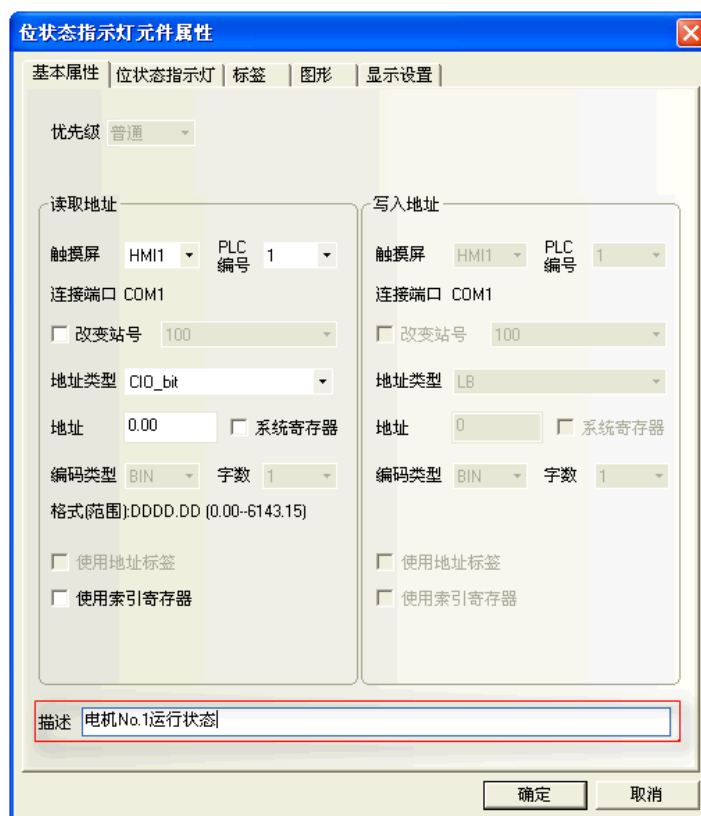 位状态指示灯元件属性
基本属性 位状态指示灯 标签 图形 显示设置
优先级 普通
读取地址
触摸屏 HMI1 PLC编号 1
连接端口 COM1
改变站号 100
地址类型 CIO_bit
地址 0.00 系统寄存器
编码类型 BIN 字数 1
格式(范围):DDDD.DD (0.00--6143.15)
使用地址标签
使用索引寄存器
写入地址
触摸屏 HMI1 PLC编号 1
连接端口 COM1
改变站号 100
地址类型 LB
地址 0 系统寄存器
编码类型 BIN 字数 1
使用地址标签
使用索引寄存器
描述 电机No.1运行状态
确定 取消